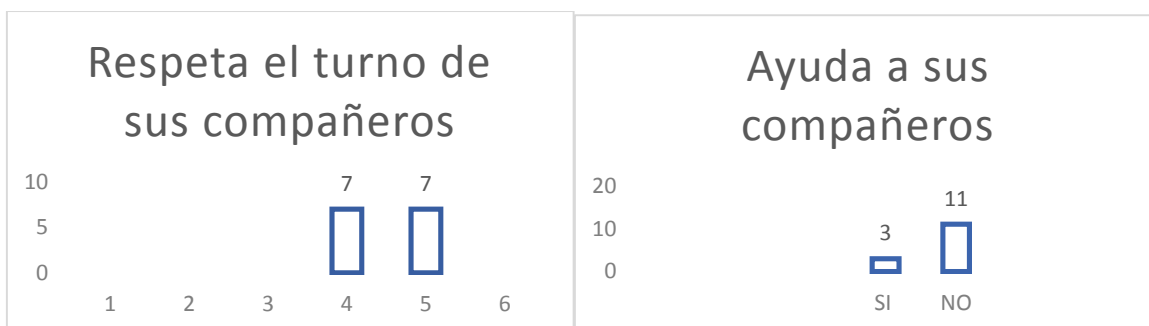 Respeta el turno de
sus compañeros
10
7 7
5
0
1 2 3 4 5 6
Ayuda a sus
compañeros
20
11
10
3
0
SI NO